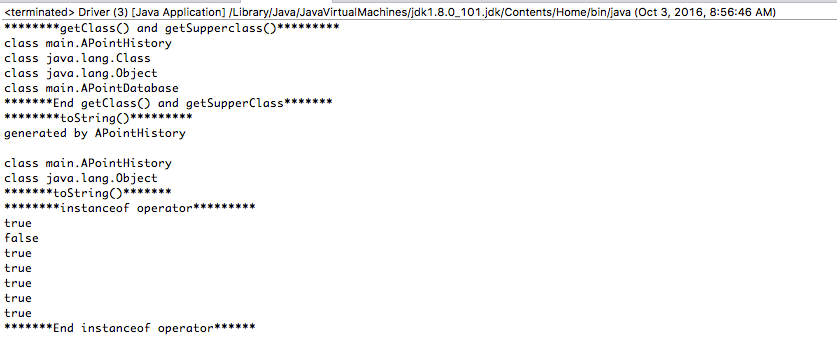 <terminated> Driver (3) [Java Application] /Library/Java/JavaVirtualMachines/jdk1.8.0_101.jdk/Contents/Home/bin/java (Oct 3, 2016, 8:56:46 AM)
********getClass() and getSupperclass()*********
class main.APointHistory
class java.lang.Class
class java.lang.Object
class main.APointDatabase
*******End getClass() and getSupperClass*******
********toString()*********
generated by APointHistory
class main.APointHistory
class java.lang.Object
*******toString()*******
********instanceof operator*********
true
false
true
true
true
true
true
*******End instanceof operator******